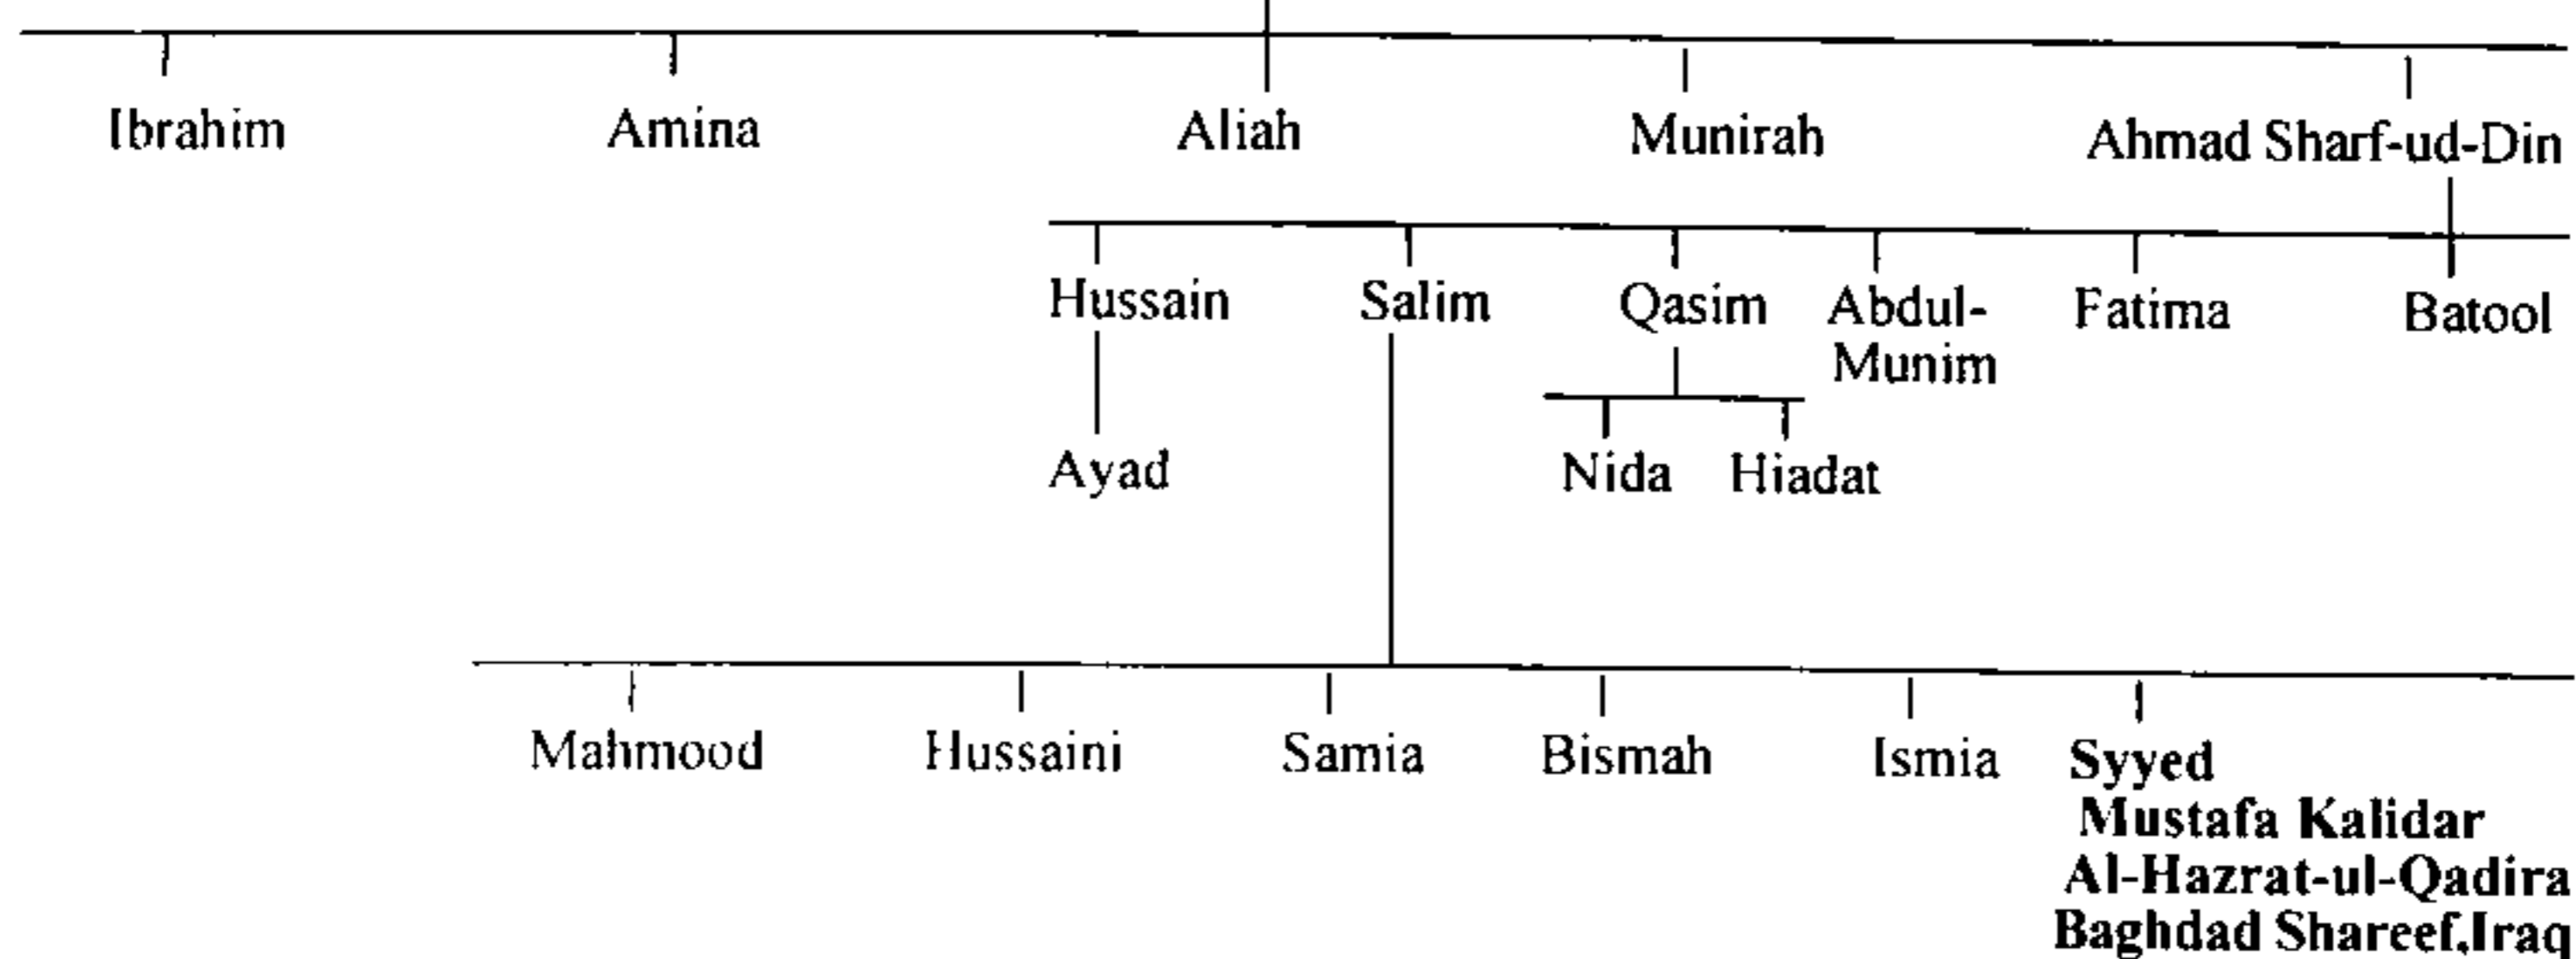 Ibrahim Amina Aliah Munirah Ahmad Sharf-ud-Din
Hussain Salim Qasim Abdul- Fatima Batool
Munim
Ayad Nida Hiadat
Mahmood Hussaini Samia Bismah Ismia Syyed
Mustafa Kalidar
Al-Hazrat-ul-Qadira
Baghdad Shareef,Iraq